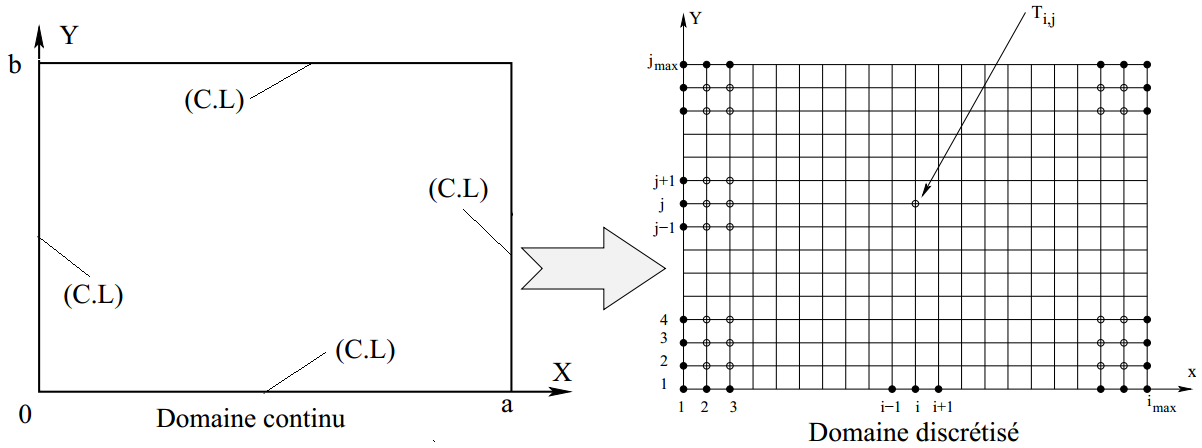 Y
b
(C.L)
(C.L)
(C.L)
(C.L)
X
0
a
Domaine continu
Y
T i,j
j max
j+1
j
j−1
4
3
2
1
1 2 3 i−1 i i+1 i max
x
Domaine discrétisé